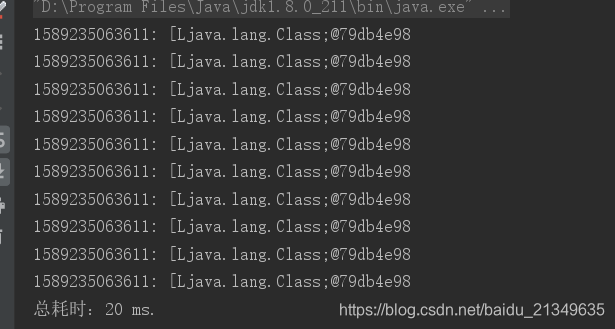 "D:\Program Files\Java\jdk1.8.0_211\bin\java.exe" ...
1589235063611: [Ljava.lang.Class;@79db4e98
1589235063611: [Ljava.lang.Class;@79db4e98
1589235063611: [Ljava.lang.Class;@79db4e98
1589235063611: [Ljava.lang.Class;@79db4e98
1589235063611: [Ljava.lang.Class;@79db4e98
1589235063611: [Ljava.lang.Class;@79db4e98
1589235063611: [Ljava.lang.Class;@79db4e98
1589235063611: [Ljava.lang.Class;@79db4e98
1589235063611: [Ljava.lang.Class;@79db4e98
1589235063611: [Ljava.lang.Class;@79db4e98
总耗时：20 ms.
https://blog.csdn.net/baidu_21349635